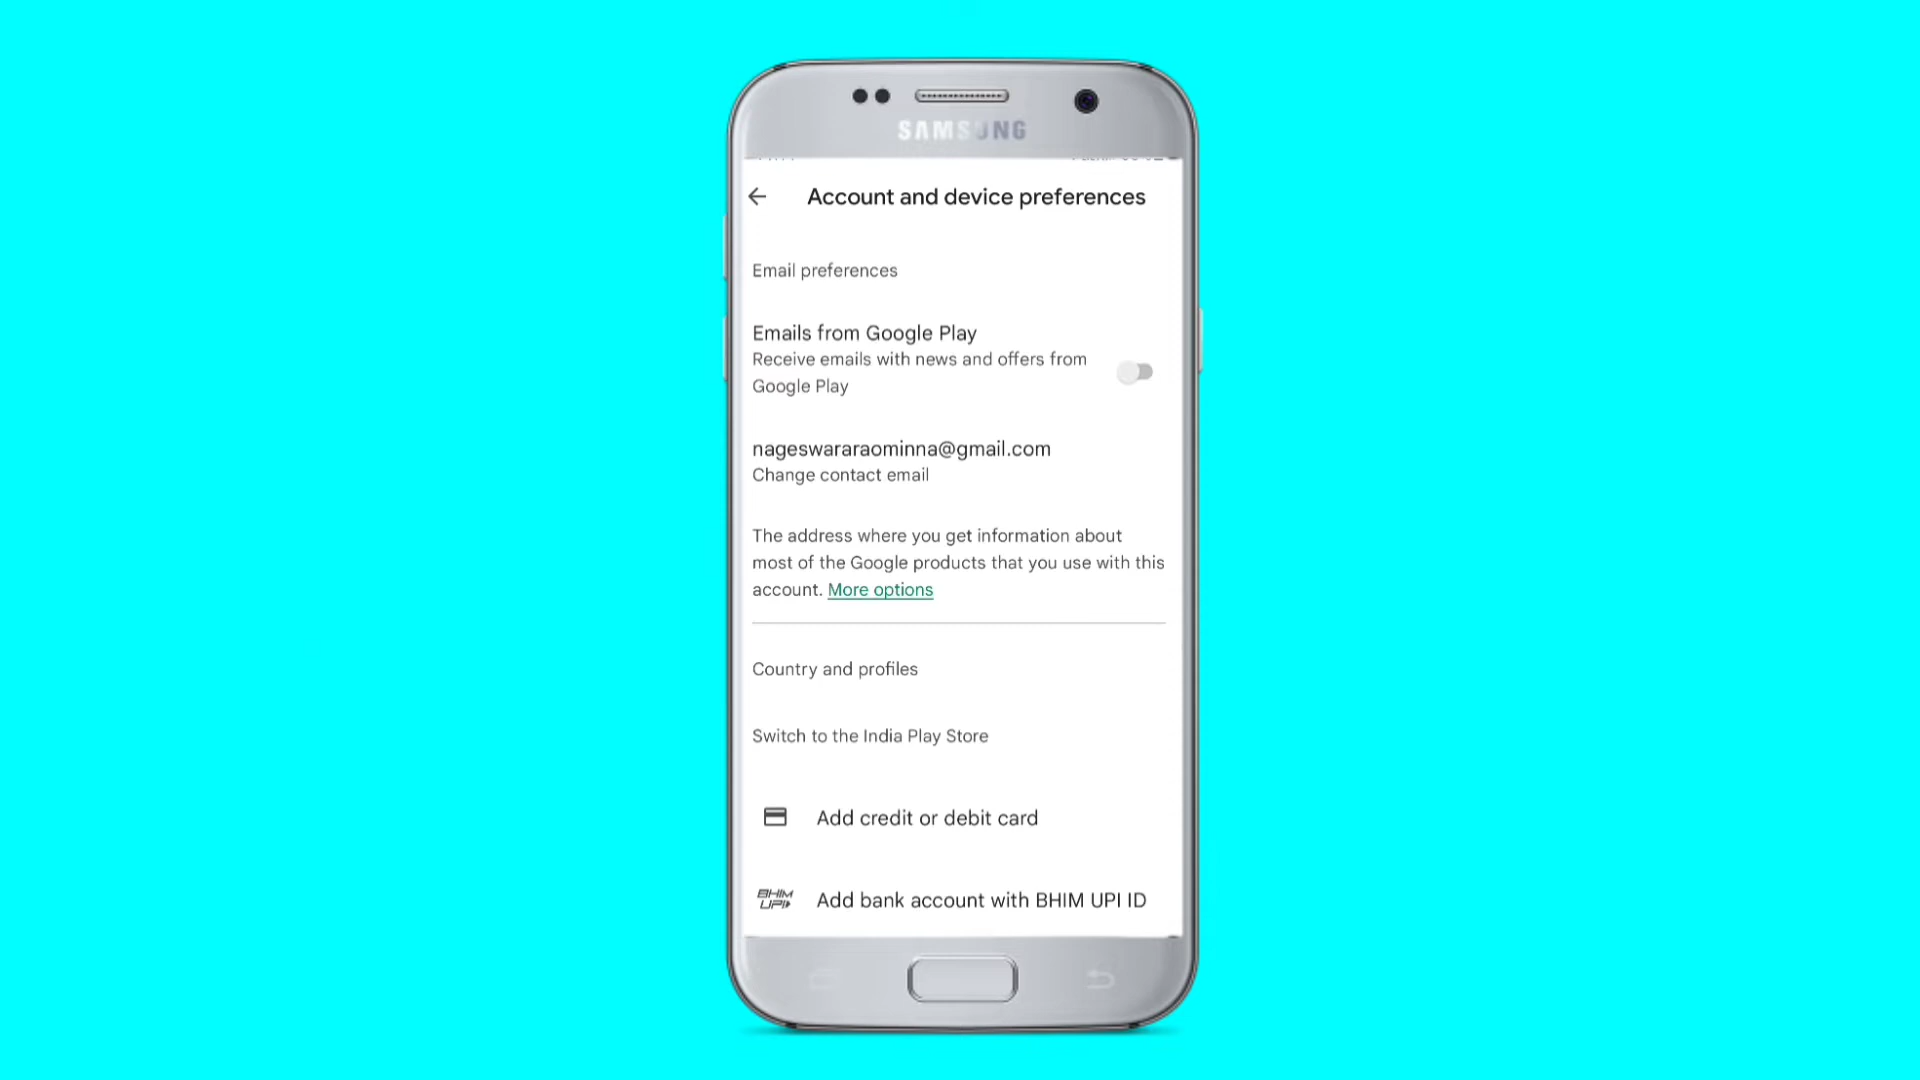 SAMSUNG
Account and device preferences
Email preferences
Emails from Google Play
Receive emails with news and offers from
Google Play
nageswararaominna@gmail.com
Change contact email
The address where you get information about
most of the Google products that you use with this
account. More options
Country and profiles
Switch to the India Play Store
Add credit or debit card
BHIM
UPI
Add bank account with BHIM UPI ID